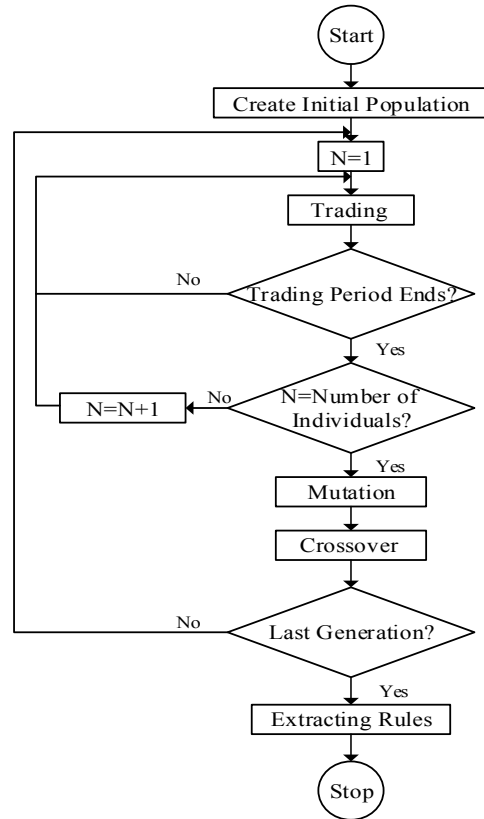 Start
Create Initial Population
N=1
Trading
No
Trading Period Ends?
Yes
N=N+1
No
N=Number of
Individuals?
Yes
Mutation
Crossover
No
Last Generation?
Yes
Extracting Rules
Stop